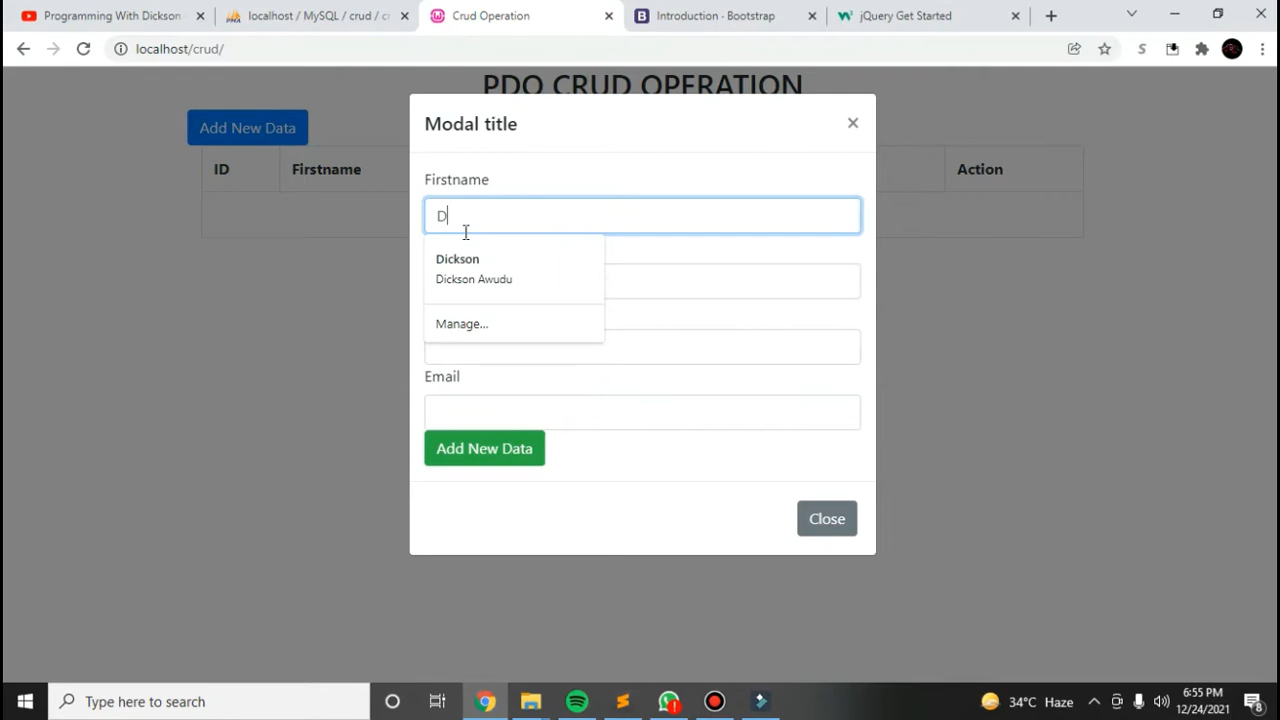 Programming With Dickson
localhost / MySQL / crud / c
Crud Operation
Introduction · Bootstrap
jQuery Get Started
localhost/crud/
PDO CRUD OPERATION
Add New Data
Modal title
ID
Firstname
Action
Firstname
D
Dickson
Dickson Awudu
Manage...
Email
Add New Data
Close
Type here to search
34°C Haze
6:55 PM
12/24/2021
8